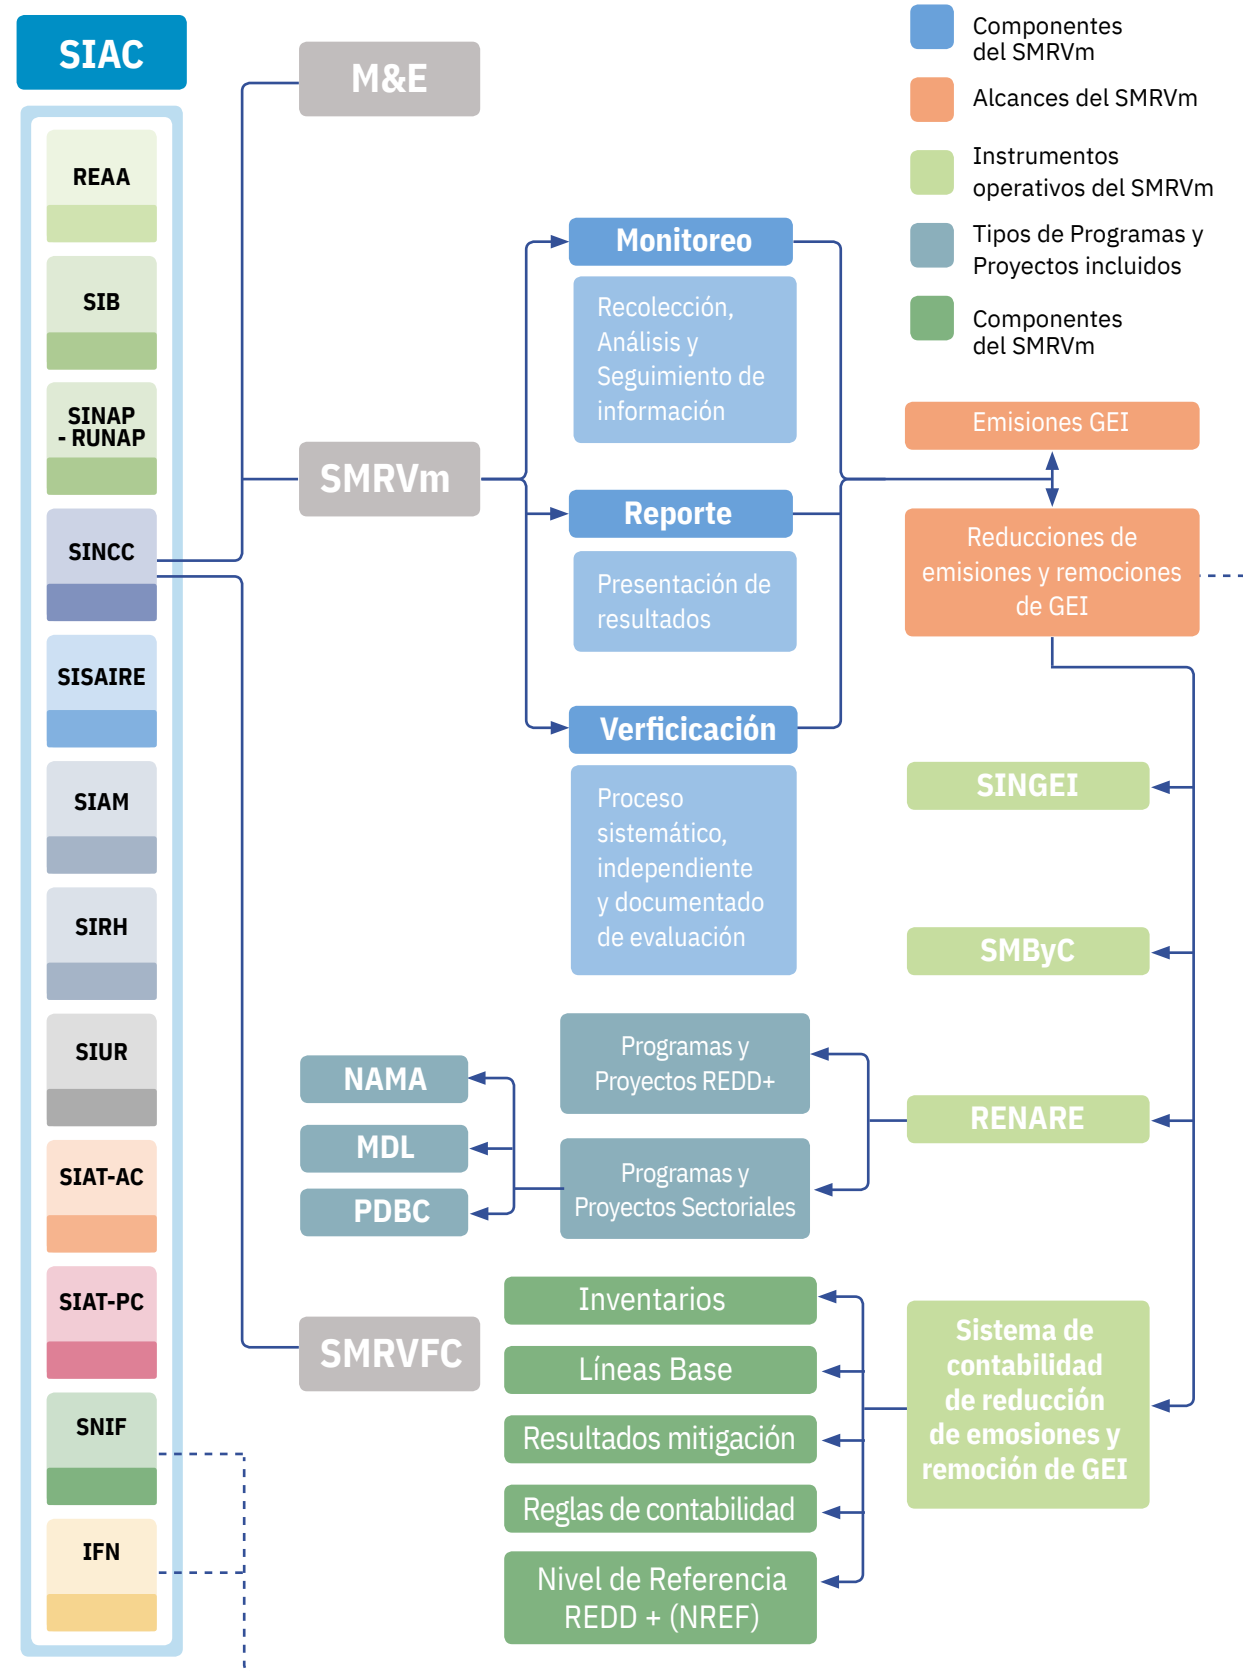 SIAC
REAA
SIB
SINAP
- RUNAP
SINCC
SISAIRE
SIAM
SIRH
SIUR
SIAT-AC
SIAT-PC
SNIF
IFN
M&E
SMRVm
SMRVFC
Monitoreo
Recolección,
Análisis y
Seguimiento de
información
Reporte
Presentación de
resultados
Verficicación
Proceso
sistemático,
independiente
y documentado
de evaluación
Componentes
del SMRVm
Alcances del SMRVm
Instrumentos
operativos del SMRVm
Tipos de Programas y
Proyectos incluidos
Componentes
del SMRVm
Emisiones GEI
Reducciones de
emisiones y remociones
de GEI
SINGEI
SMByC
RENARE
Programas y
Proyectos REDD+
Programas y
Proyectos Sectoriales
NAMA
MDL
PDBC
Sistema de
contabilidad
de reducción
de emosiones y
remoción de GEI
Inventarios
Líneas Base
Resultados mitigación
Reglas de contabilidad
Nivel de Referencia
REDD + (NREF)